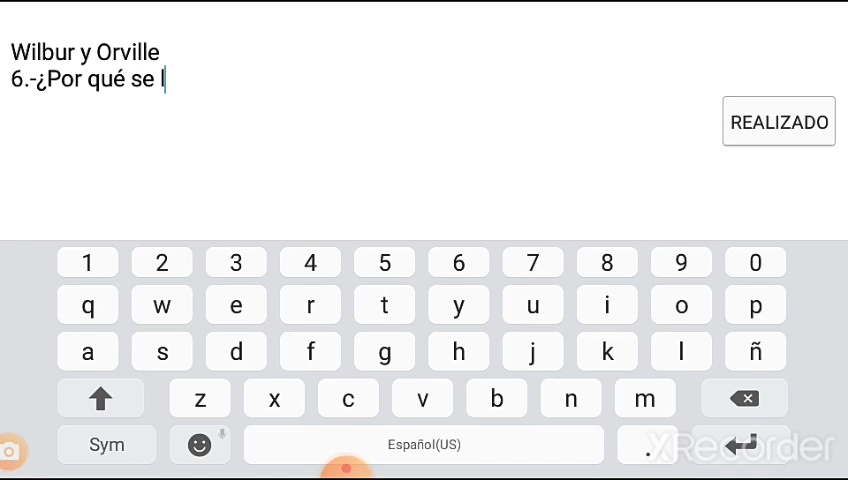 Wilbur y Orville
6.-¿Por qué se l
REALIZADO
1 2 3 4 5 6 7 8 9 0
q w e r t y u i o p
a s d f g h j k l ñ
z x c v b n m
Sym Español(US) .
XRecorder